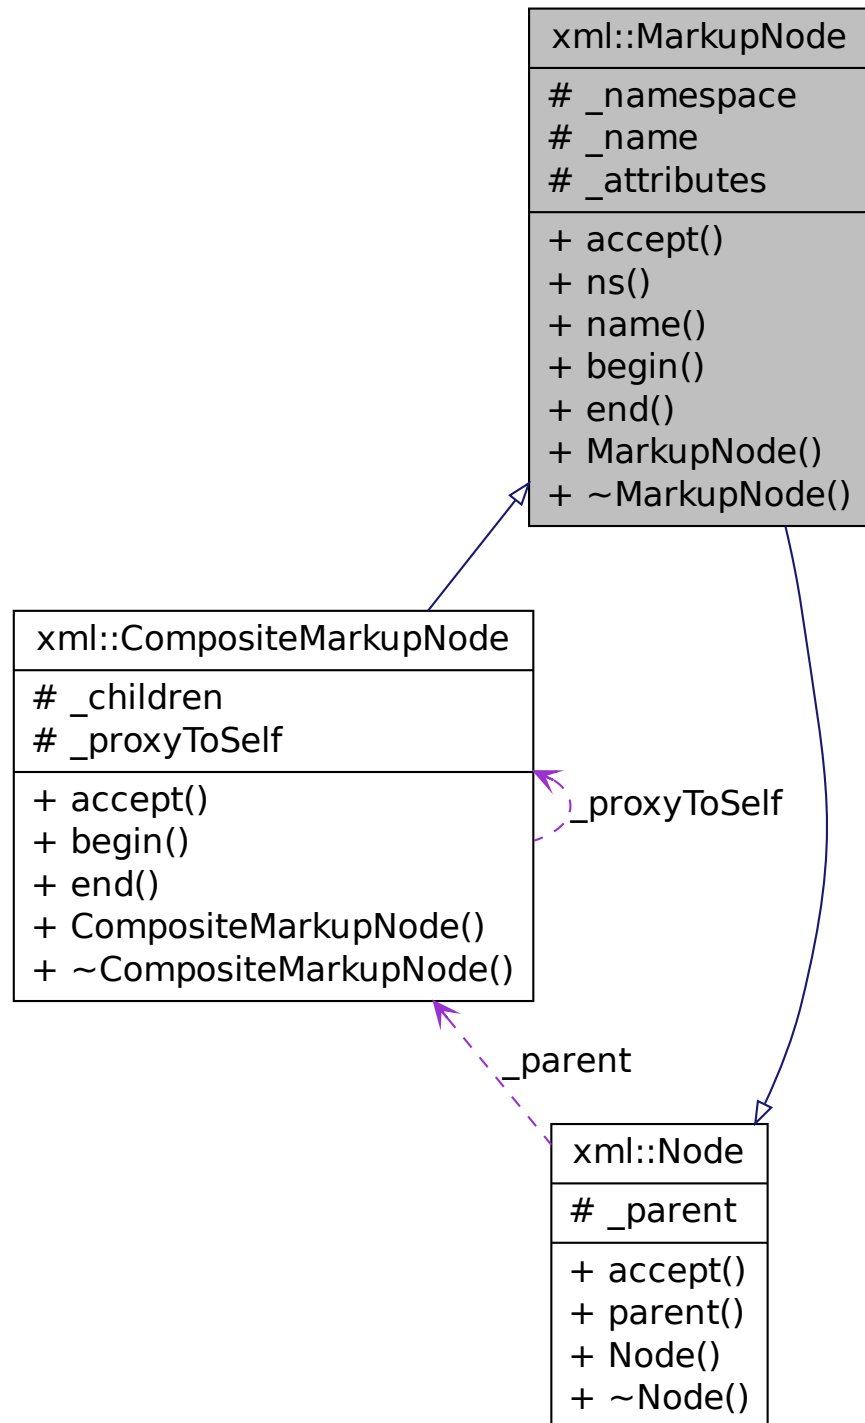 xml::MarkupNode
# _namespace
# _name
# _attributes
+ accept()
+ ns()
+ name()
+ begin()
+ end()
+ MarkupNode()
+ ~MarkupNode()
xml::CompositeMarkupNode
# _children
# _proxyToSelf
+ accept()
+ begin()
+ end()
+ CompositeMarkupNode()
+ ~CompositeMarkupNode()
_proxyToSelf
_parent
xml::Node
# _parent
+ accept()
+ parent()
+ Node()
+ ~Node()